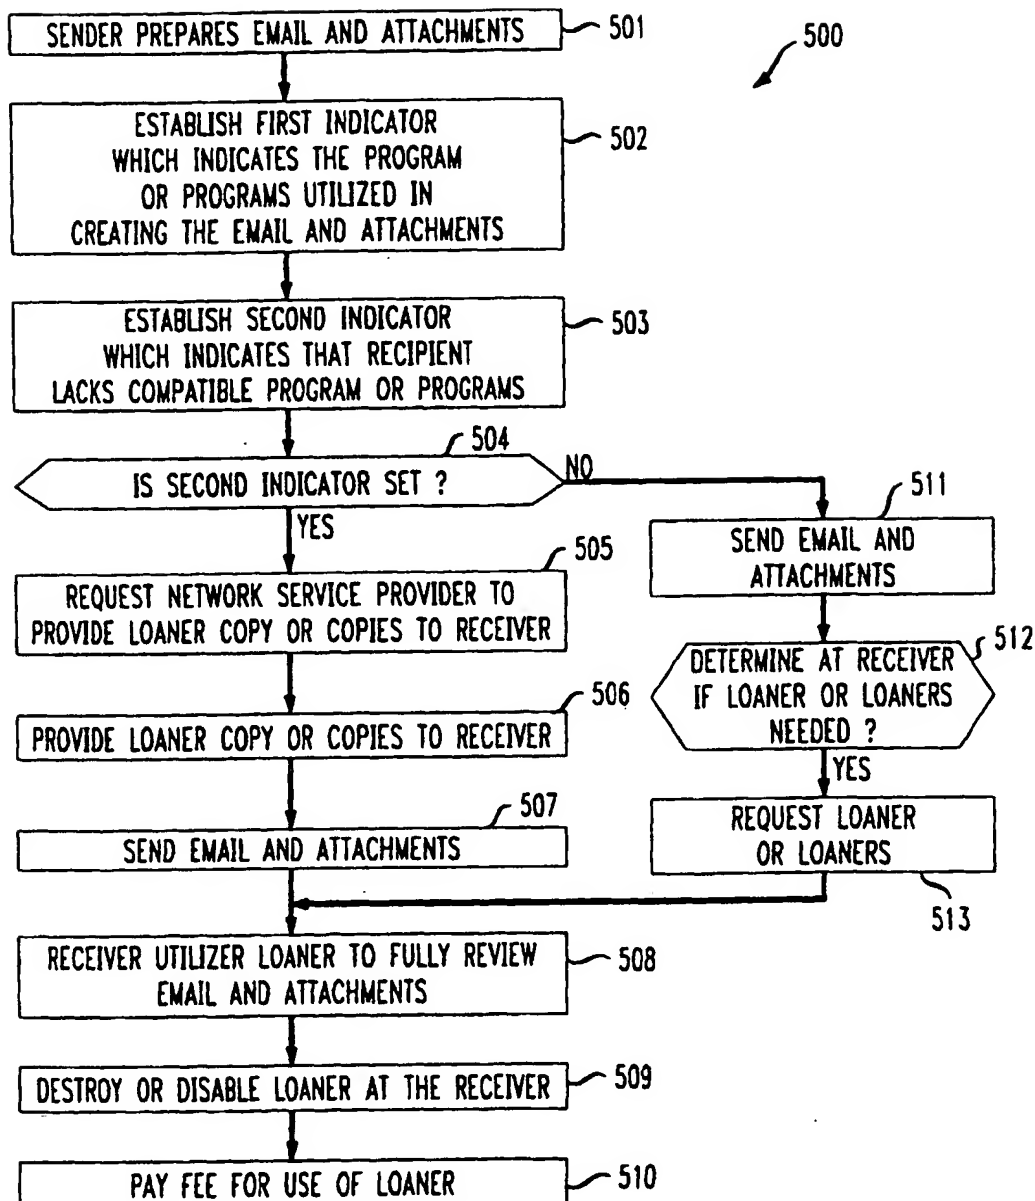 SENDER PREPARES EMAIL AND ATTACHMENTS
501
500
ESTABLISH FIRST INDICATOR
WHICH INDICATES THE PROGRAM
OR PROGRAMS UTILIZED IN
CREATING THE EMAIL AND ATTACHMENTS
502
ESTABLISH SECOND INDICATOR
WHICH INDICATES THAT RECIPIENT
LACKS COMPATIBLE PROGRAM OR PROGRAMS
503
504
IS SECOND INDICATOR SET ?
NO
YES
511
SEND EMAIL AND
ATTACHMENTS
505
REQUEST NETWORK SERVICE PROVIDER TO
PROVIDE LOANER COPY OR COPIES TO RECEIVER
512
DETERMINE AT RECEIVER
IF LOANER OR LOANERS
NEEDED ?
YES
506
PROVIDE LOANER COPY OR COPIES TO RECEIVER
REQUEST LOANER
OR LOANERS
513
507
SEND EMAIL AND ATTACHMENTS
RECEIVER UTILIZER LOANER TO FULLY REVIEW
EMAIL AND ATTACHMENTS
508
DESTROY OR DISABLE LOANER AT THE RECEIVER
509
PAY FEE FOR USE OF LOANER
510